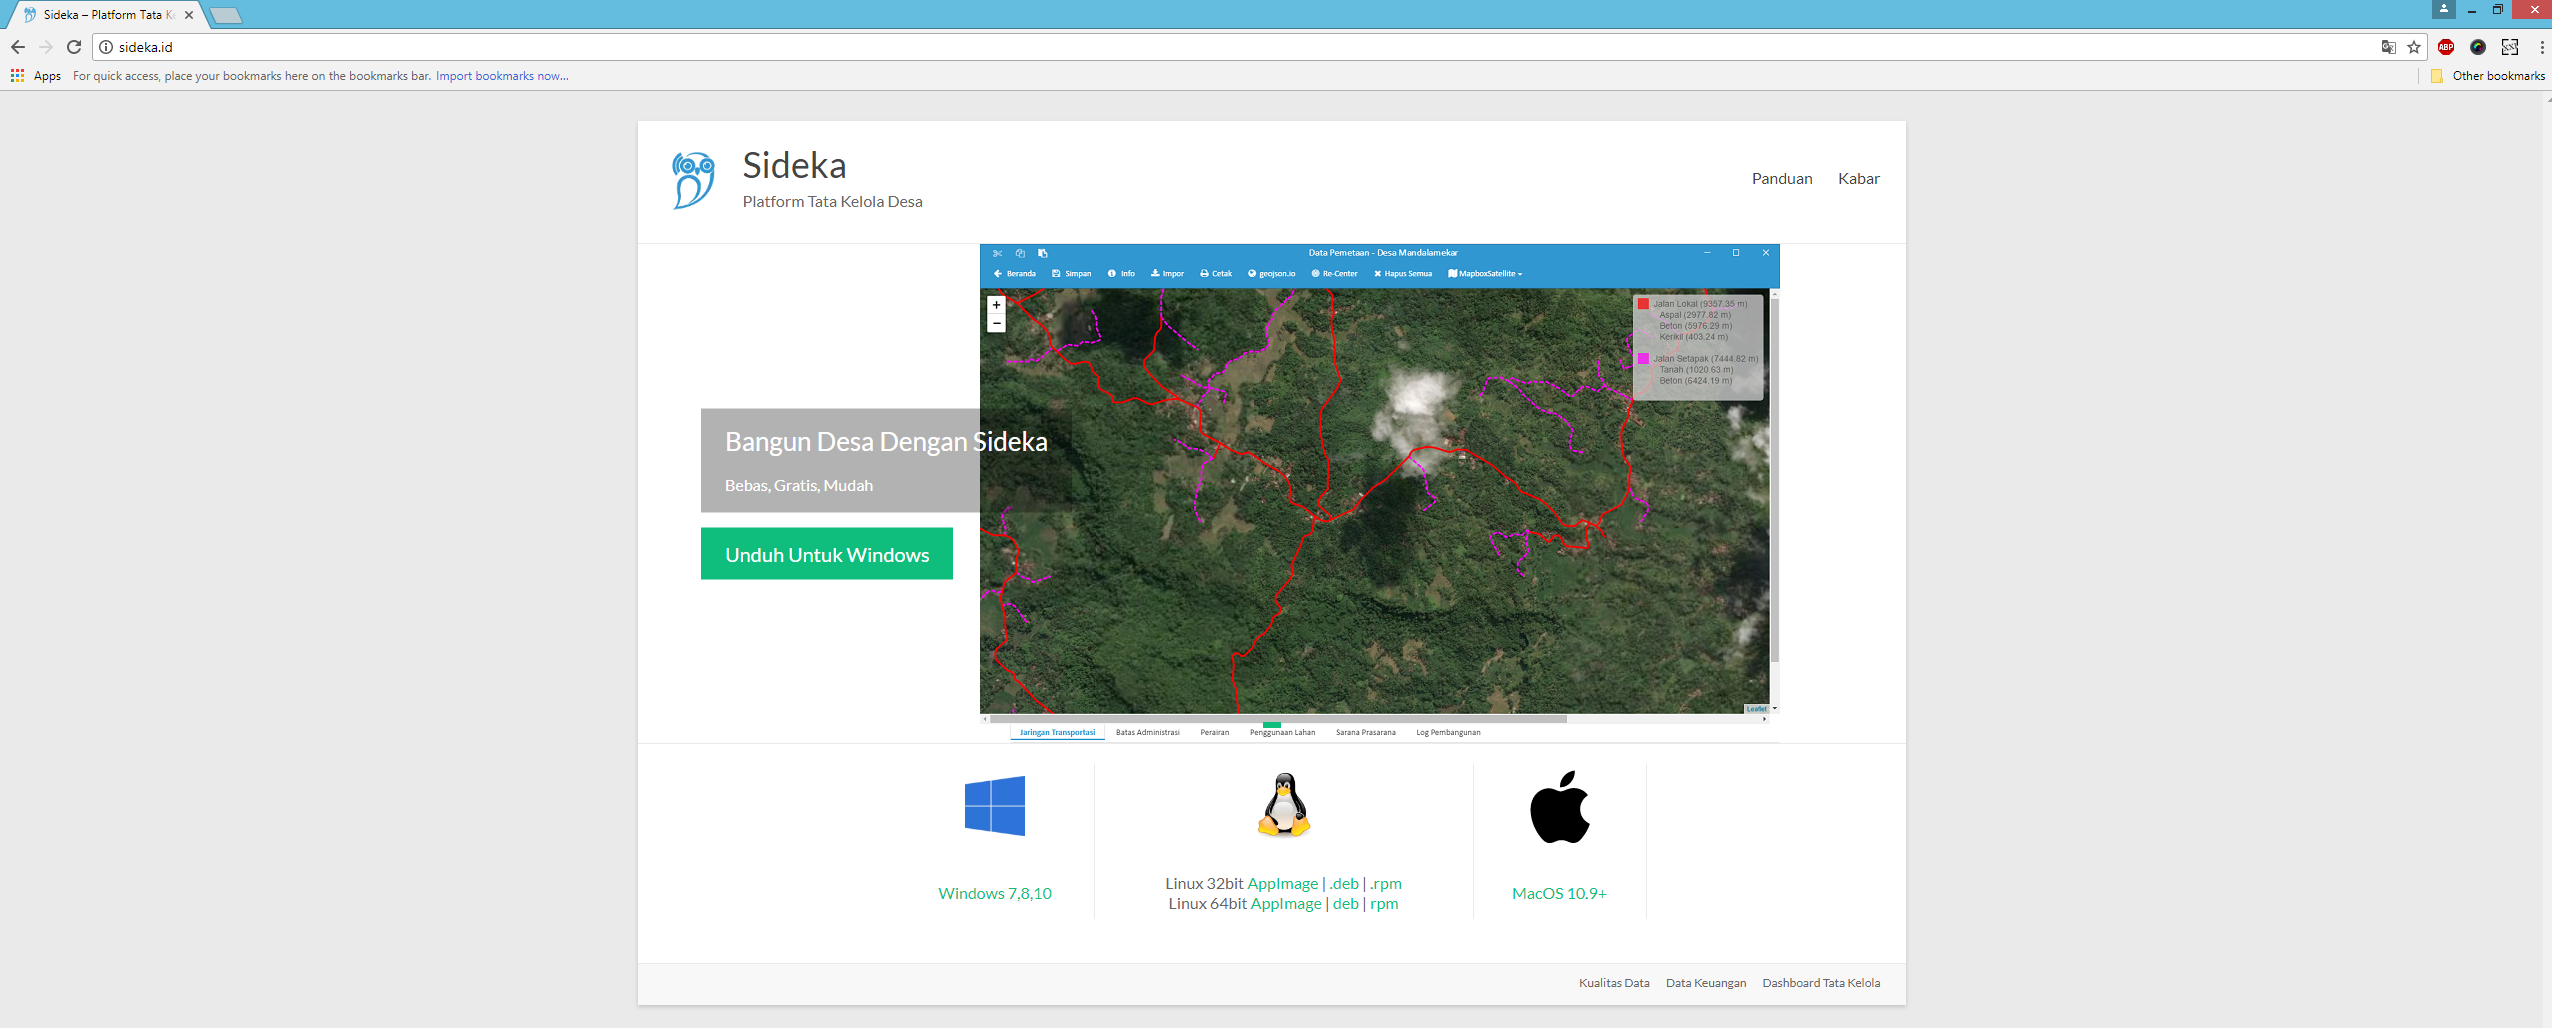 Sideka – Platform Tata Ke
sideka.id
Apps For quick access, place your bookmarks here on the bookmarks bar. Import bookmarks now...
Other bookmarks
Sideka
Platform Tata Kelola Desa
Panduan Kabar
Data Pemetaan - Desa Mandalamekar
Beranda Simpan Info Impor Cetak geojson.io Re-Center Hapus Semua MapboxSatellite
+
−
Jalan Lokal (9357.35 m)
Aspal (2977.82 m)
Beton (5976.29 m)
Kerikil (403.24 m)
Jalan Setapak (7444.82 m)
Tanah (1020.63 m)
Beton (6424.19 m)
Bangun Desa Dengan Sideka
Bebas, Gratis, Mudah
Unduh Untuk Windows
Leaflet
Jaringan Transportasi Batas Administrasi Perairan Penggunaan Lahan Sarana Prasarana Log Pembangunan
Windows 7,8,10
Linux 32bit AppImage | .deb | .rpm
Linux 64bit AppImage | deb | rpm
MacOS 10.9+
Kualitas Data Data Keuangan Dashboard Tata Kelola
ABP